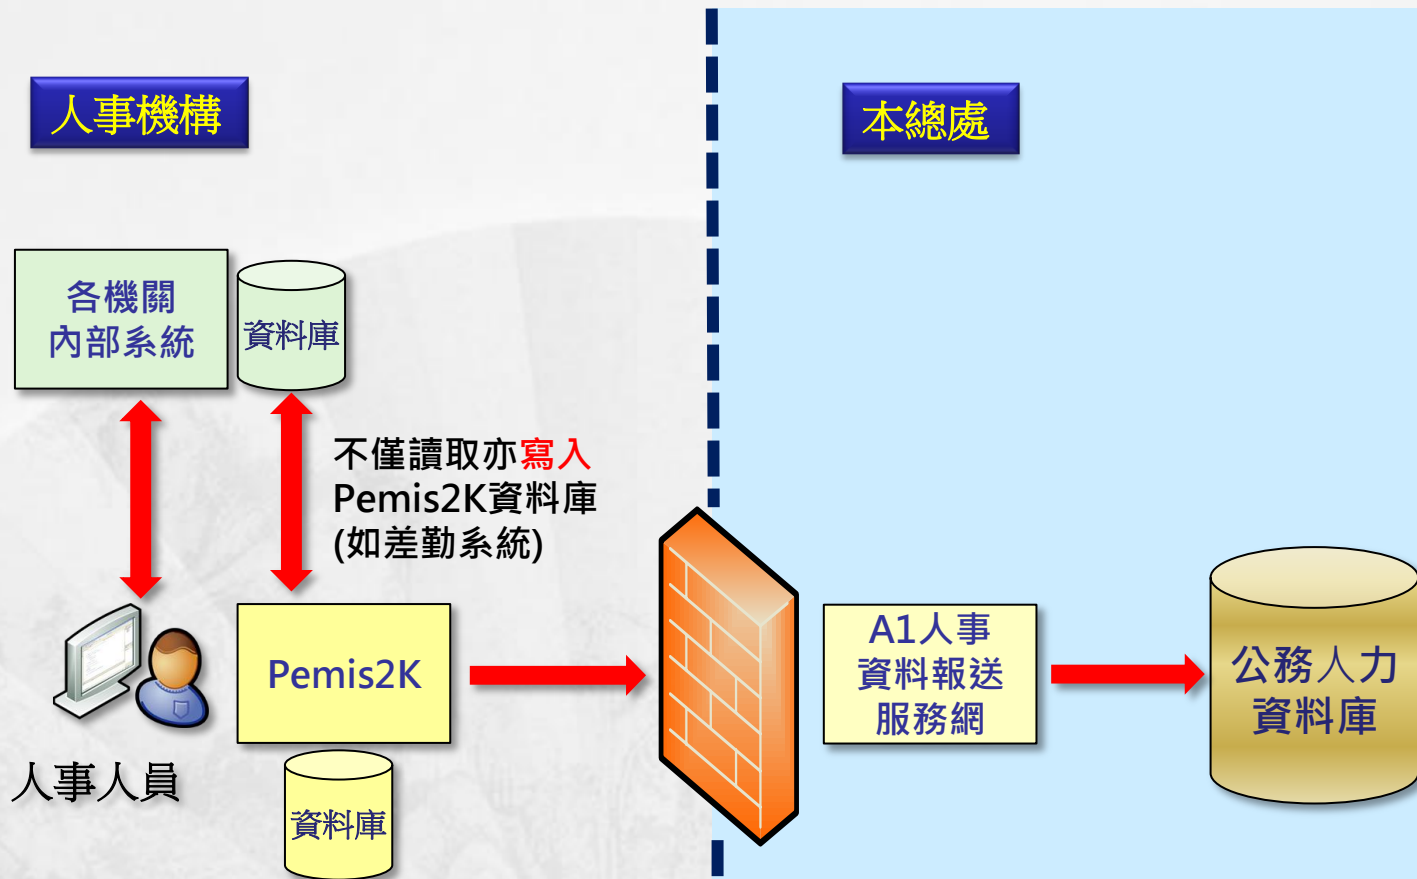 人事機構
本總處
各機關
內部系統
資料庫
不僅讀取亦寫入
Pemis2K資料庫
(如差勤系統)
Pemis2K
A1人事
資料報送
服務網
公務人力
資料庫
人事人員
資料庫